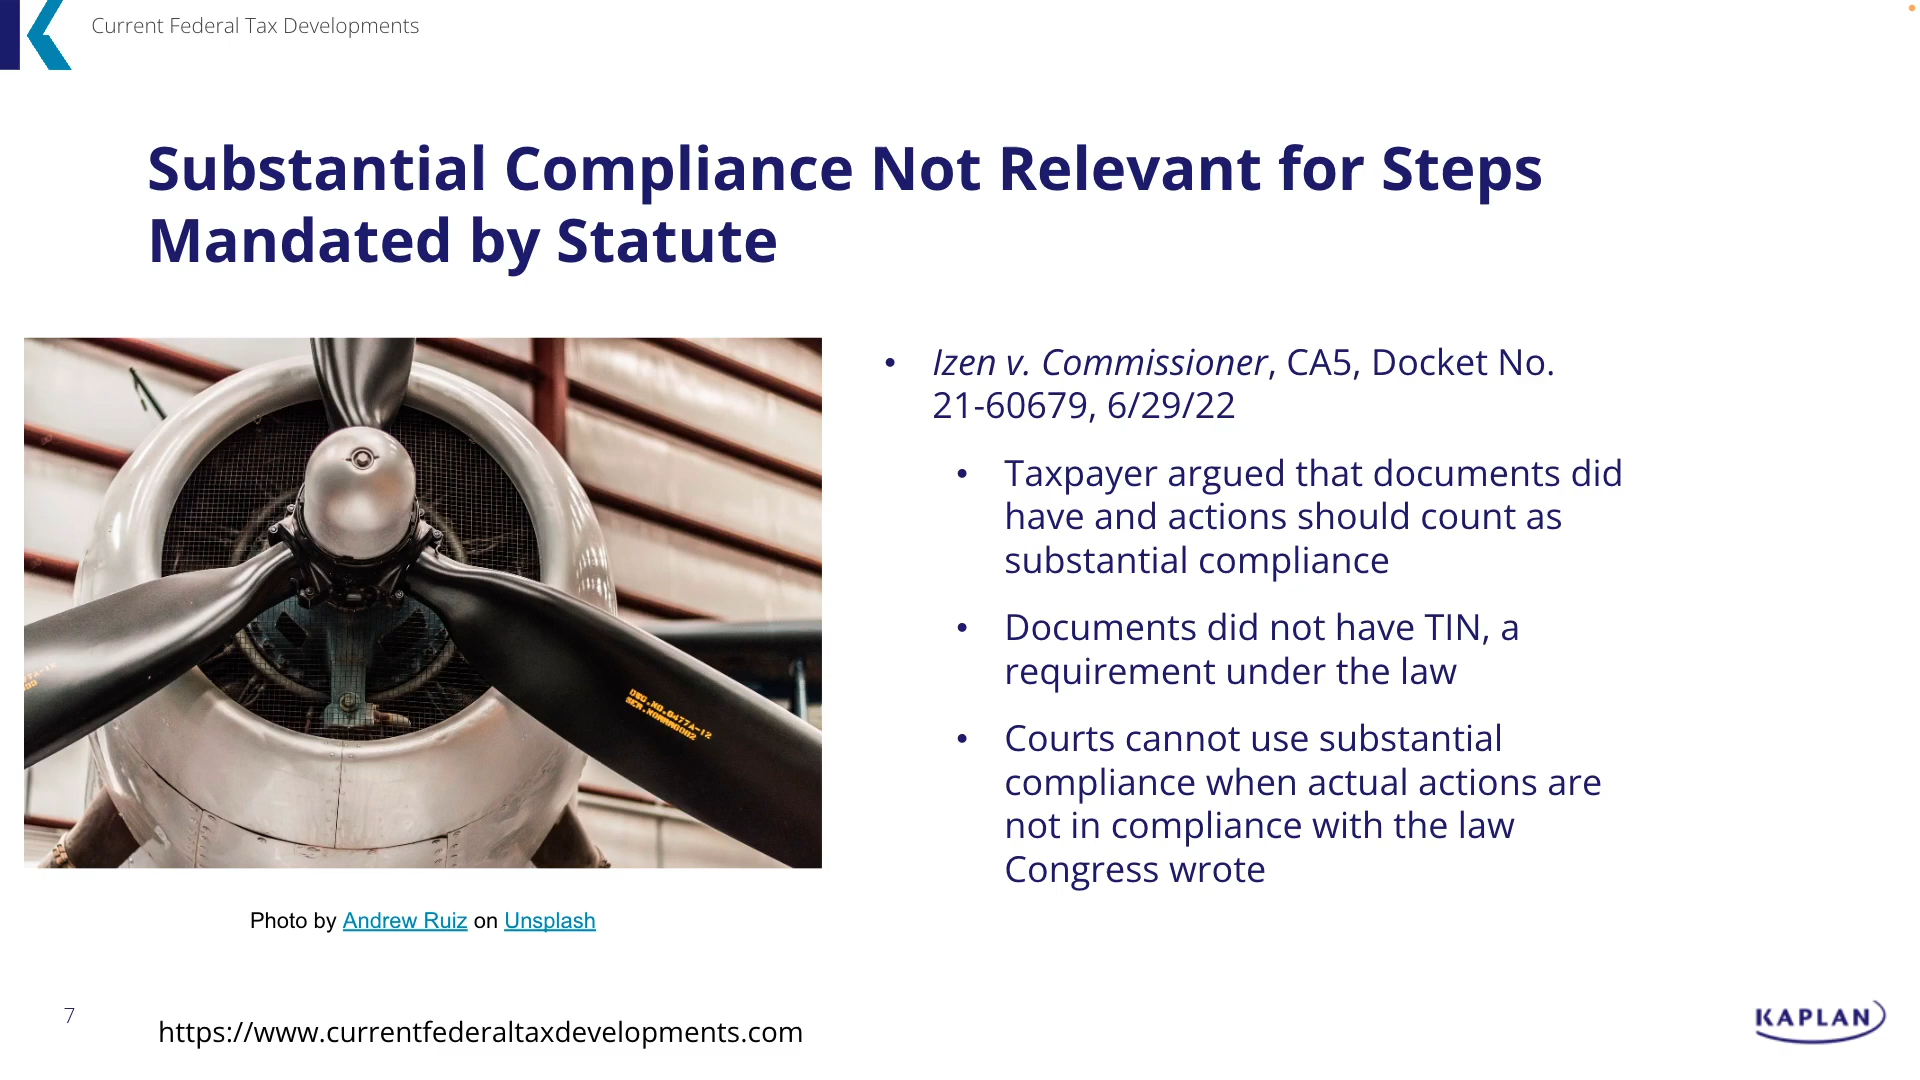 Current Federal Tax Developments
Substantial Compliance Not Relevant for Steps
Mandated by Statute
• Izen v. Commissioner, CA5, Docket No.
21-60679, 6/29/22
• Taxpayer argued that documents did
have and actions should count as
substantial compliance
• Documents did not have TIN, a
requirement under the law
• Courts cannot use substantial
compliance when actual actions are
not in compliance with the law
Congress wrote
Photo by Andrew Ruiz on Unsplash
7
https://www.currentfederaltaxdevelopments.com
KAPLAN